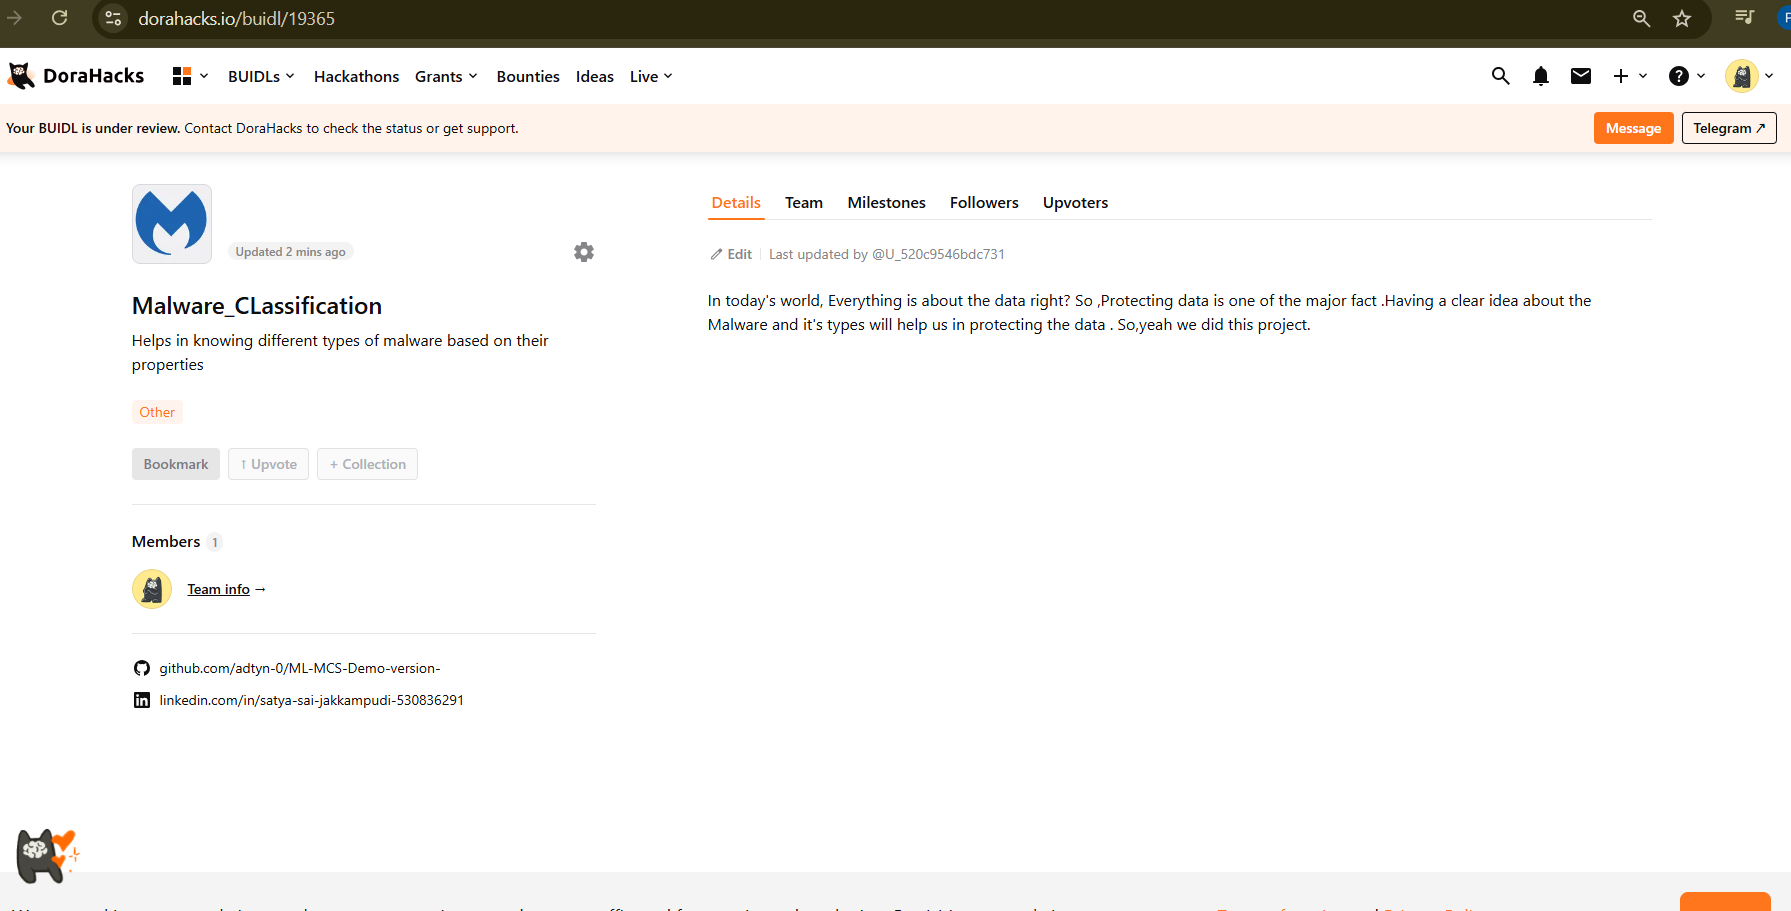 dorahacks.io/buidl/19365
DoraHacks BUIDLs Hackathons Grants Bounties Ideas Live
Your BUIDL is under review. Contact DoraHacks to check the status or get support. Message Telegram ↗
Updated 2 mins ago
Malware_CLassification
Helps in knowing different types of malware based on their
properties
Other
Bookmark ↑ Upvote + Collection
Members 1
Team info →
github.com/adtyn-0/ML-MCS-Demo-version-
linkedin.com/in/satya-sai-jakkampudi-530836291
Details Team Milestones Followers Upvoters
Edit Last updated by @U_520c9546bdc731
In today's world, Everything is about the data right? So ,Protecting data is one of the major fact .Having a clear idea about the
Malware and it's types will help us in protecting the data . So,yeah we did this project.